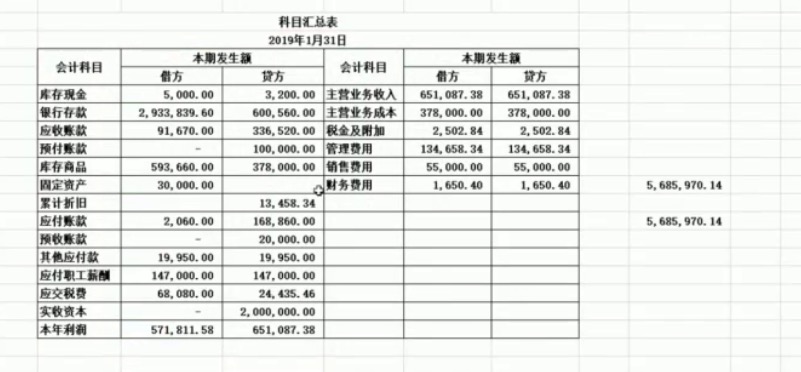 科目汇总表
2019年1月31日
会计科目 本期发生额 会计科目 本期发生额
借方 贷方 借方 贷方
库存现金 5,000.00 3,200.00 主营业务收入 651,087.38 651,087.38
银行存款 2,933,839.60 600,560.00 主营业务成本 378,000.00 378,000.00
应收账款 91,670.00 336,520.00 税金及附加 2,502.84 2,502.84
预付账款 - 100,000.00 管理费用 134,658.34 134,658.34
库存商品 593,660.00 378,000.00 销售费用 55,000.00 55,000.00
固定资产 30,000.00 财务费用 1,650.40 1,650.40 5,685,970.14
累计折旧 13,458.34
应付账款 2,060.00 168,860.00 5,685,970.14
预收账款 - 20,000.00
其他应付款 19,950.00 19,950.00
应付职工薪酬 147,000.00 147,000.00
应交税费 68,080.00 24,435.46
实收资本 - 2,000,000.00
本年利润 571,811.58 651,087.38